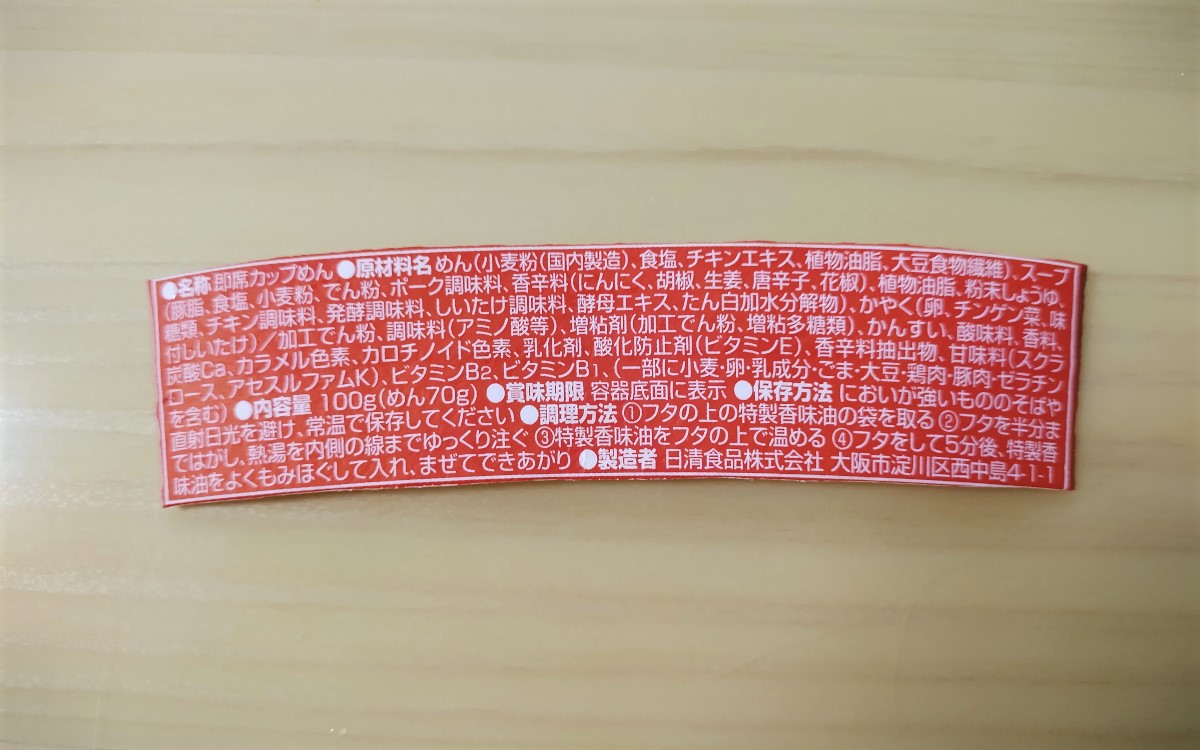 ●名称 即席カップめん ●原材料名 めん(小麦粉(国内製造)、食塩、チキンエキス、植物油脂、大豆食物繊維)、スープ
(豚脂、食塩、小麦粉、でん粉、ポーク調味料、香辛料(にんにく、胡椒、生姜、唐辛子、花椒)、植物油脂、粉末しょうゆ、
糖類、チキン調味料、発酵調味料、しいたけ調味料、酵母エキス、たん白加水分解物)、かやく(卵、チンゲン菜、味
付しいたけ)/加工でん粉、調味料(アミノ酸等)、増粘剤(加工でん粉、増粘多糖類)、かんすい、酸味料、香料、
炭酸Ca、カラメル色素、カロチノイド色素、乳化剤、酸化防止剤(ビタミンE)、香辛料抽出物、甘味料(スクラ
ロース、アセスルファムK)、ビタミンB2、ビタミンB1、(一部に小麦・卵・乳成分・ごま・大豆・鶏肉・豚肉・ゼラチン
を含む) ●内容量 100g(めん70g) ●賞味期限 容器底面に表示 ●保存方法 においが強いもののそばや
直射日光を避け、常温で保存してください ●調理方法 ①フタの上の特製香味油の袋を取る ②フタを半分ま
ではがし、熱湯を内側の線までゆっくり注ぐ ③特製香味油をフタの上で温める ④フタをして5分後、特製香
味油をよくもみほぐして入れ、まぜてできあがり ●製造者 日清食品株式会社 大阪市淀川区西中島4-1-1